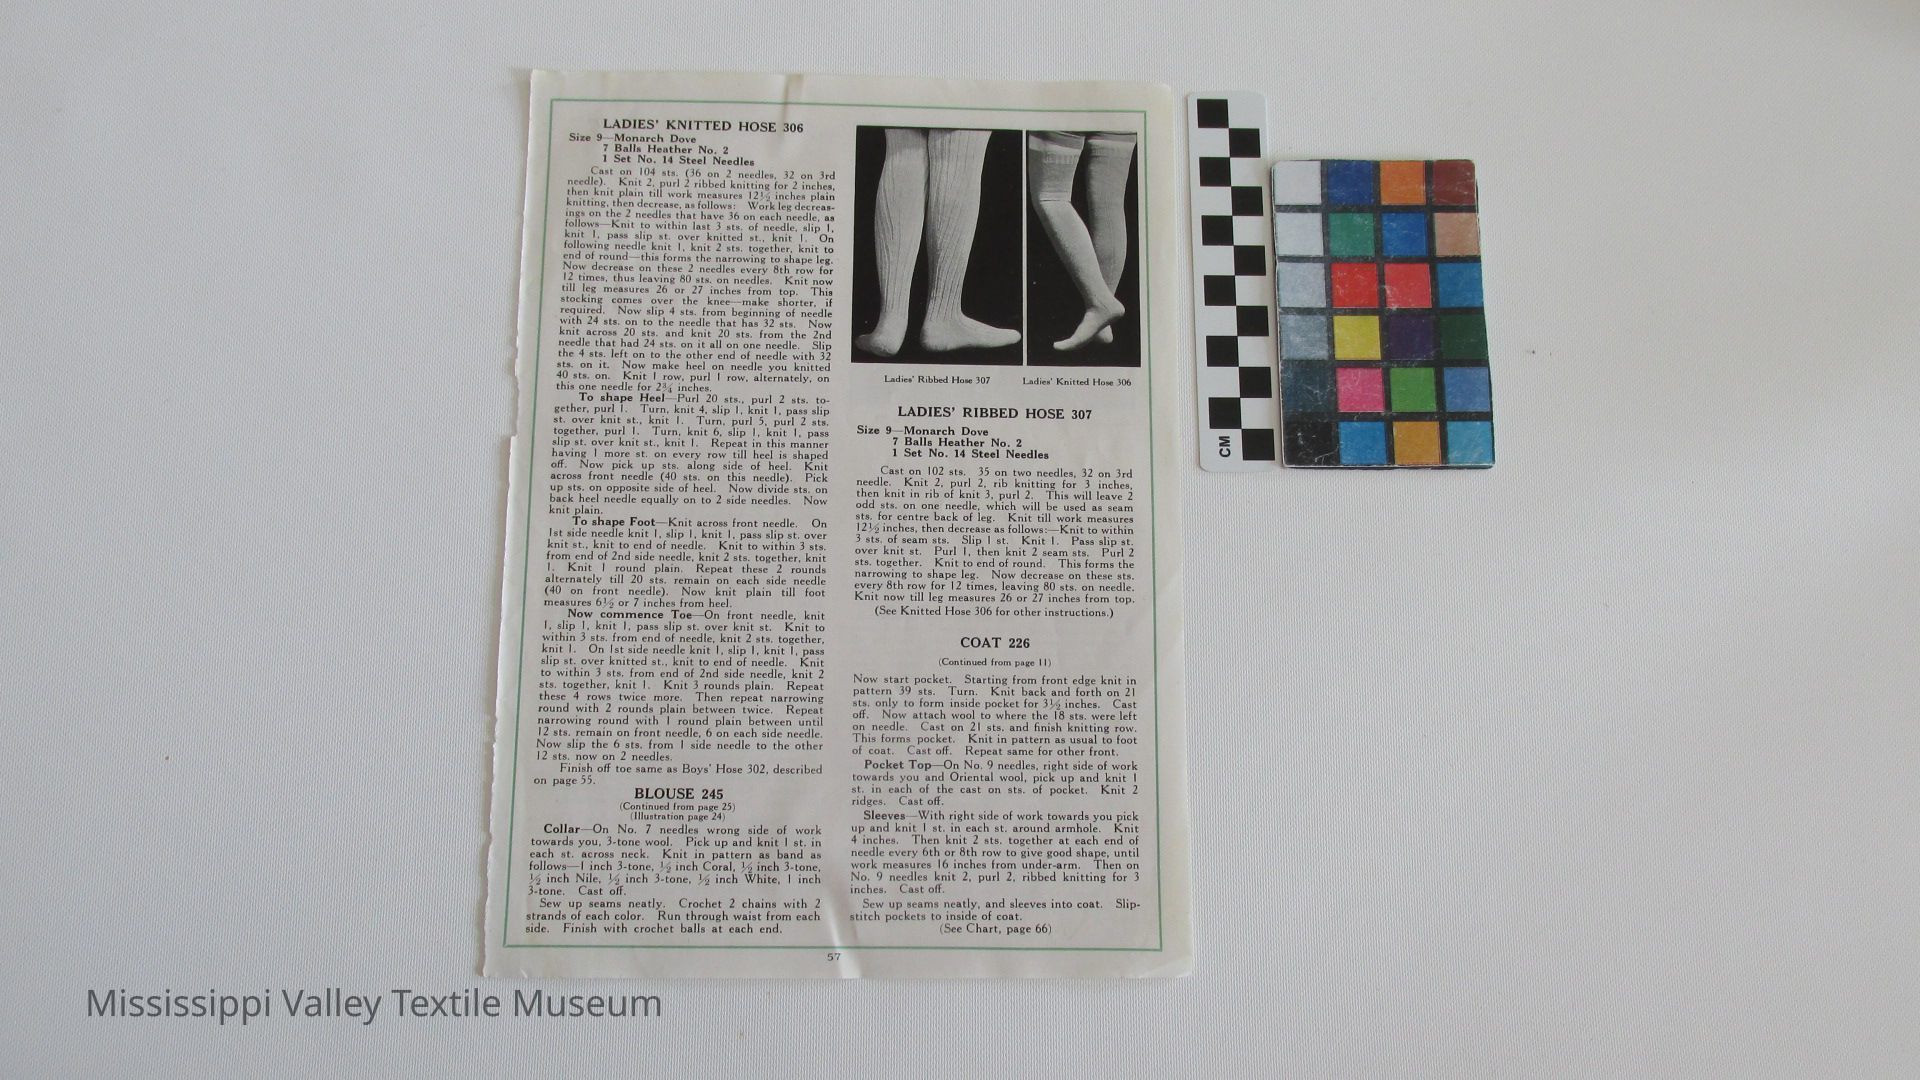 LADIES' KNITTED HOSE 306
Size 9—Monarch Dove
7 Balls Heather No. 2
1 Set No. 14 Steel Needles
Cast on 104 sts. (36 on 2 needles, 32 on 3rd
needle). Knit 2, purl 2 ribbed knitting for 2 inches,
then knit plain till work measures 12½ inches plain
knitting, then decrease, as follows: Work leg decreas-
ings on the 2 needles that have 36 on each needle, as
follows—Knit to within last 3 sts. of needle, slip 1,
knit 1, pass slip st. over knitted st., knit 1. On
following needle knit 1, knit 2 sts. together, knit to
end of round—this forms the narrowing to shape leg.
Now decrease on these 2 needles every 8th row for
12 times, thus leaving 80 sts. on needles. Knit now
till leg measures 26 or 27 inches from top. This
stocking comes over the knee—make shorter, if
required. Now slip 4 sts. from beginning of needle
with 24 sts. on to the needle that has 32 sts. Now
knit across 20 sts. and knit 20 sts. from the 2nd
needle that had 24 sts. on it all on one needle. Slip
the 4 sts. left on to the other end of needle with 32
sts. on it. Now make heel on needle you knitted
40 sts. on. Knit 1 row, purl 1 row, alternately, on
this one needle for 2¾ inches.
To shape Heel—Purl 20 sts., purl 2 sts. to-
gether, purl 1. Turn, knit 4, slip 1, knit 1, pass slip
st. over knit st., knit 1. Turn, purl 5, purl 2 sts.
together, purl 1. Turn, knit 6, slip 1, knit 1, pass
slip st. over knit st., knit 1. Repeat in this manner
having 1 more st. on every row till heel is shaped
off. Now pick up sts. along side of heel. Knit
across front needle (40 sts. on this needle). Pick
up sts. on opposite side of heel. Now divide sts. on
back heel needle equally on to 2 side needles. Now
knit plain.
To shape Foot—Knit across front needle. On
1st side needle knit 1, slip 1, knit 1, pass slip st. over
knit st., knit to end of needle. Knit to within 3 sts.
from end of 2nd side needle, knit 2 sts. together, knit
1. Knit 1 round plain. Repeat these 2 rounds
alternately till 20 sts. remain on each side needle
(40 on front needle). Now knit plain till foot
measures 6½ or 7 inches from heel.
Now commence Toe—On front needle, knit
1, slip 1, knit 1, pass slip st. over knit st. Knit to
within 3 sts. from end of needle, knit 2 sts. together,
knit 1. On 1st side needle knit 1, slip 1, knit 1, pass
slip st. over knitted st., knit to end of needle. Knit
to within 3 sts. from end of 2nd side needle, knit 2
sts. together, knit 1. Knit 3 rounds plain. Repeat
these 4 rows twice more. Then repeat narrowing
round with 2 rounds plain between twice. Repeat
narrowing round with 1 round plain between until
12 sts. remain on front needle, 6 on each side needle.
Now slip the 6 sts. from 1 side needle to the other
12 sts. now on 2 needles.
Finish off toe same as Boys' Hose 302, described
on page 55.
BLOUSE 245
(Continued from page 25)
(Illustration page 24)
Collar—On No. 7 needles wrong side of work
towards you, 3-tone wool. Pick up and knit 1 st. in
each st. across neck. Knit in pattern as band as
follows—1 inch 3-tone, ½ inch Coral, ½ inch 3-tone,
½ inch Nile, ½ inch 3-tone, ½ inch White, 1 inch
3-tone. Cast off.
Sew up seams neatly. Crochet 2 chains with 2
strands of each color. Run through waist from each
side. Finish with crochet balls at each end.
Ladies' Ribbed Hose 307
Ladies' Knitted Hose 306
LADIES' RIBBED HOSE 307
Size 9—Monarch Dove
7 Balls Heather No. 2
1 Set No. 14 Steel Needles
Cast on 102 sts. 35 on two needles, 32 on 3rd
needle. Knit 2, purl 2, rib knitting for 3 inches,
then knit in rib of knit 3, purl 2. This will leave 2
odd sts. on one needle, which will be used as seam
sts. for centre back of leg. Knit till work measures
12½ inches, then decrease as follows:—Knit to within
3 sts. of seam sts. Slip 1 st. Knit 1. Pass slip st.
over knit st. Purl 1, then knit 2 seam sts. Purl 2
sts. together. Knit to end of round. This forms the
narrowing to shape leg. Now decrease on these sts.
every 8th row for 12 times, leaving 80 sts. on needle.
Knit now till leg measures 26 or 27 inches from top.
(See Knitted Hose 306 for other instructions.)
COAT 226
(Continued from page 11)
Now start pocket. Starting from front edge knit in
pattern 39 sts. Turn. Knit back and forth on 21
sts. only to form inside pocket for 3½ inches. Cast
off. Now attach wool to where the 18 sts. were left
on needle. Cast on 21 sts. and finish knitting row.
This forms pocket. Knit in pattern as usual to foot
of coat. Cast off. Repeat same for other front.
Pocket Top—On No. 9 needles, right side of work
towards you and Oriental wool, pick up and knit 1
st. in each of the cast on sts. of pocket. Knit 2
ridges. Cast off.
Sleeves—With right side of work towards you pick
up and knit 1 st. in each st. around armhole. Knit
4 inches. Then knit 2 sts. together at each end of
needle every 6th or 8th row to give good shape, until
work measures 16 inches from under-arm. Then on
No. 9 needles knit 2, purl 2, ribbed knitting for 3
inches. Cast off.
Sew up seams neatly, and sleeves into coat. Slip-
stitch pockets to inside of coat.
(See Chart, page 66)
57
CM
Mississippi Valley Textile Museum